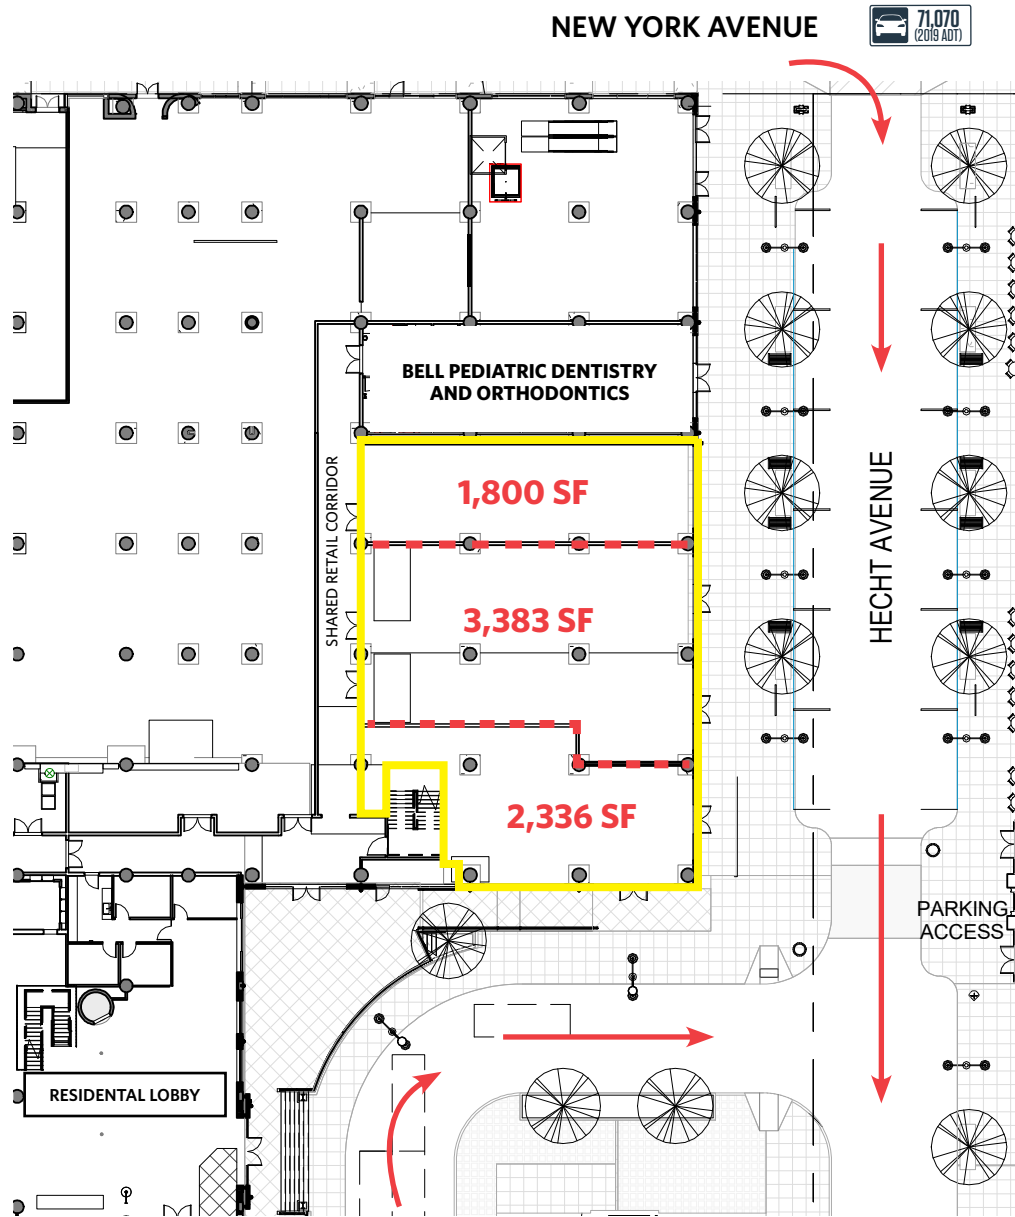 NEW YORK AVENUE
71,070
(2019 ADT)
BELL PEDIATRIC DENTISTRY
AND ORTHODONTICS
SHARED RETAIL CORRIDOR
1,800 SF
3,383 SF
2,336 SF
HECHT AVENUE
PARKING
ACCESS
RESIDENTAL LOBBY